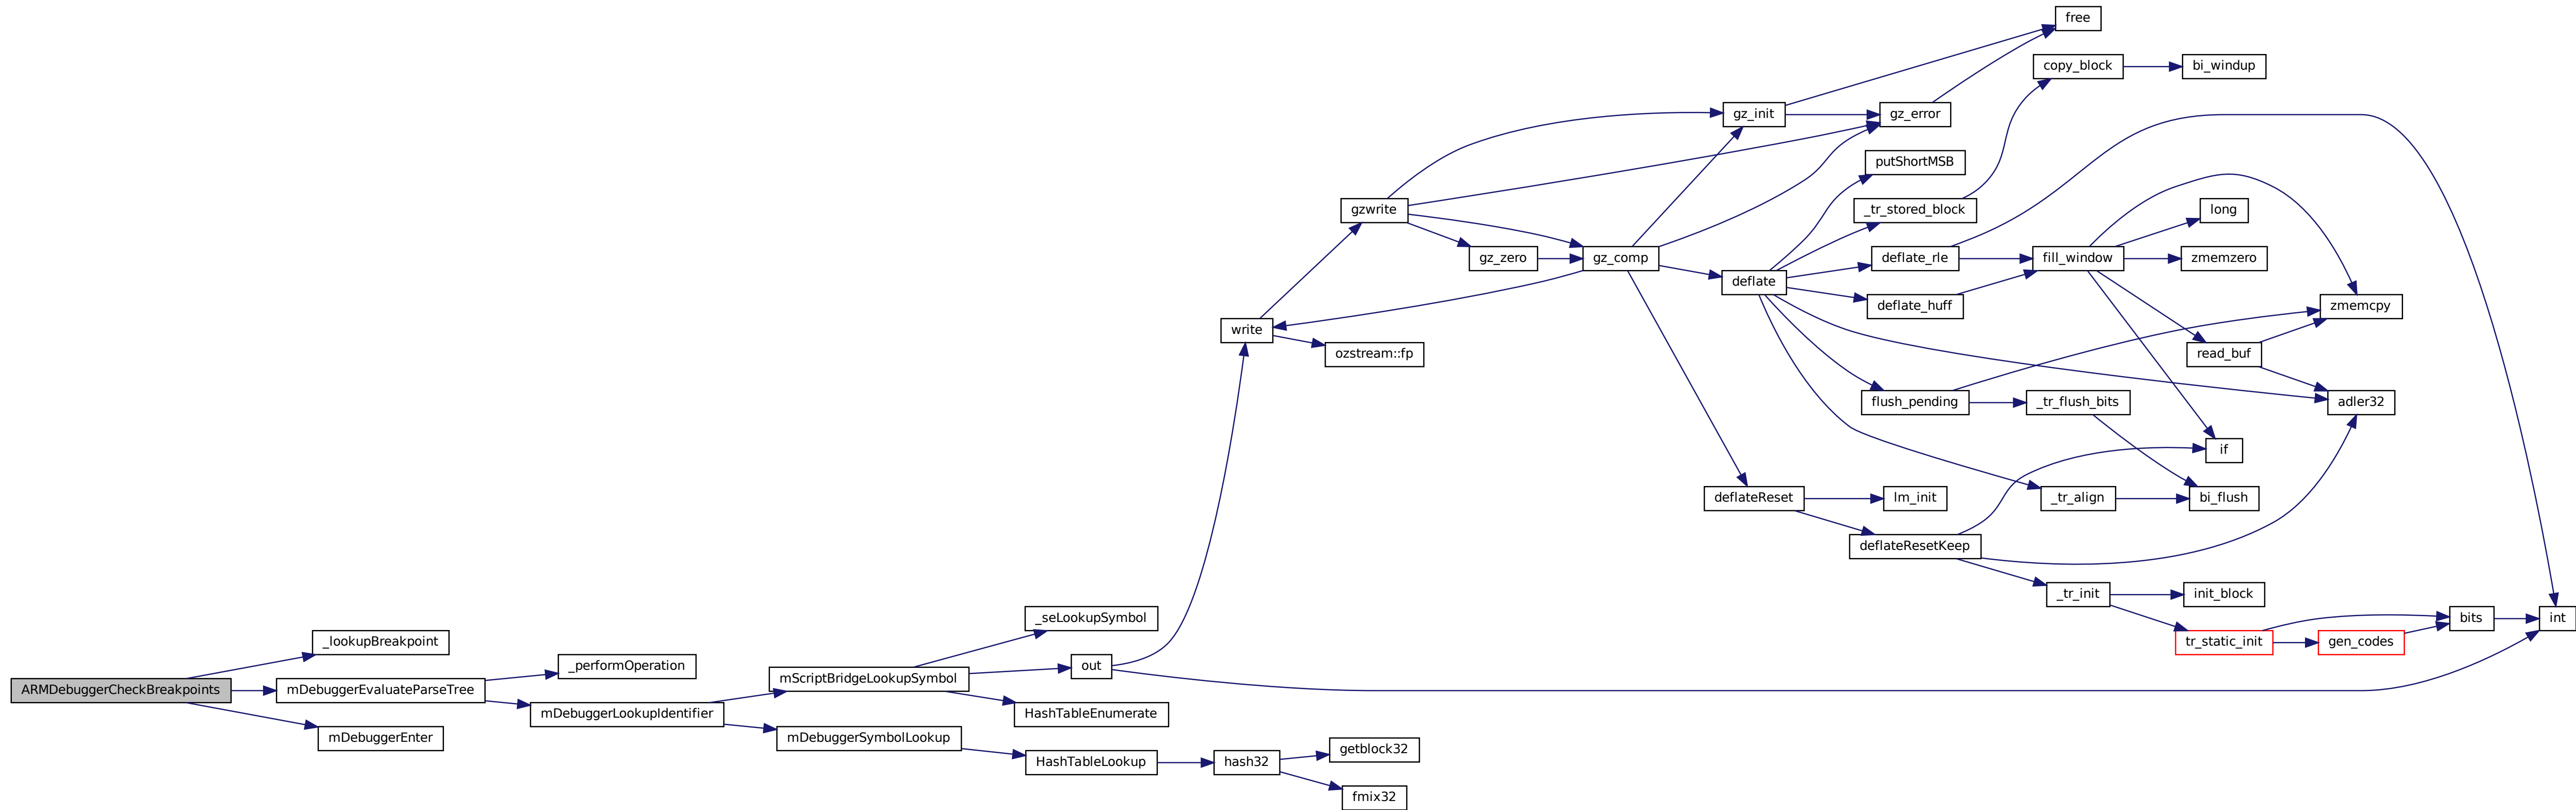 ARMDebuggerCheckBreakpoints
_lookupBreakpoint
mDebuggerEvaluateParseTree
mDebuggerEnter
_performOperation
mDebuggerLookupIdentifier
mScriptBridgeLookupSymbol
mDebuggerSymbolLookup
_seLookupSymbol
out
HashTableEnumerate
HashTableLookup
write
hash32
gzwrite
ozstream::fp
getblock32
fmix32
gz_zero
gz_comp
gz_init
deflate
deflateReset
gz_error
putShortMSB
_tr_stored_block
deflate_rle
deflate_huff
flush_pending
lm_init
deflateResetKeep
free
copy_block
fill_window
_tr_flush_bits
_tr_align
_tr_init
bi_windup
long
zmemzero
read_buf
if
bi_flush
init_block
tr_static_init
zmemcpy
adler32
gen_codes
bits
int